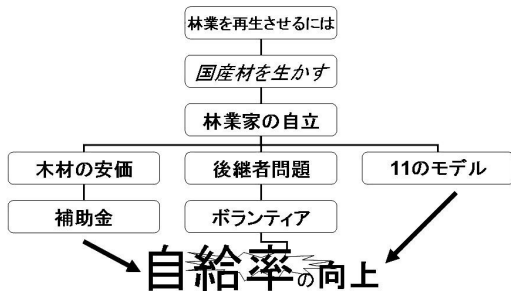 林業を再生させるには
国産材を生かす
林業家の自立
木材の安価
後継者問題
11のモデル
補助金
ボランティア
自給率の向上